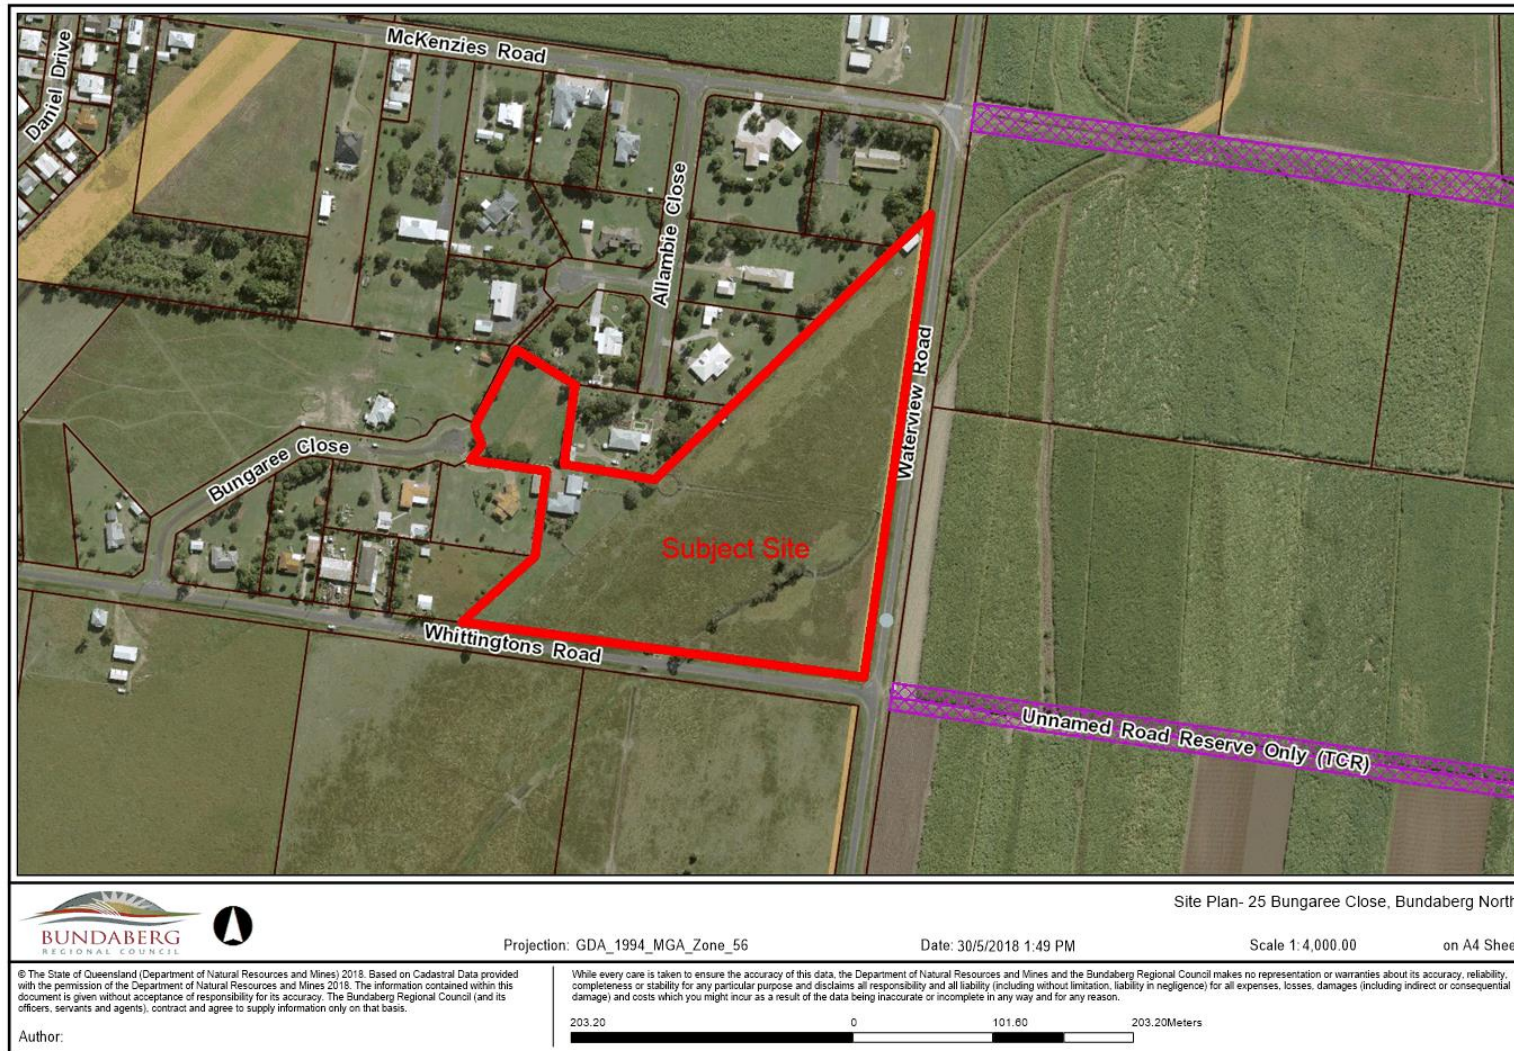 McKenzies Road
Daniel Drive
Allambie Close
Waterview Road
Bungaree Close
Subject Site
Whittingtons Road
Unnamed Road Reserve Only (TCR)
Site Plan- 25 Bungaree Close, Bundaberg North
BUNDABERG
REGIONAL COUNCIL
Projection: GDA_1994_MGA_Zone_56
Date: 30/5/2018 1:49 PM
Scale 1:4,000.00
on A4 Shee
© The State of Queensland (Department of Natural Resources and Mines) 2018. Based on Cadastral Data provided
with the permission of the Department of Natural Resources and Mines 2018. The information contained within this
document is given without acceptance of responsibility for its accuracy. The Bundaberg Regional Council (and its
officers, servants and agents), contract and agree to supply information only on that basis.
Author:
While every care is taken to ensure the accuracy of this data, the Department of Natural Resources and Mines and the Bundaberg Regional Council makes no representation or warranties about its accuracy, reliability,
completeness or stability for any particular purpose and disclaims all responsibility and all liability (including without limitation, liability in negligence) for all expenses, losses, damages (including indirect or consequential
damage) and costs which you might incur as a result of the data being inaccurate or incomplete in any way and for any reason.
203.20 0 101.60 203.20Meters